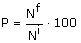 P = N^f / N^i · 100